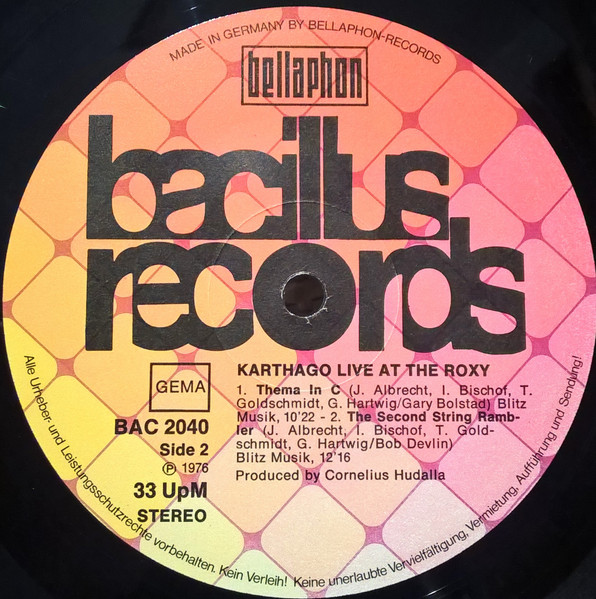 MADE IN GERMANY BY BELLAPHON-RECORDS
bellaphon
bacillus
records
GEMA
BAC 2040
Side 2
Ⓟ 1976
33 UpM
STEREO
KARTHAGO LIVE AT THE ROXY
1. Thema In C (J. Albrecht, I. Bischof, T.
Goldschmidt, G. Hartwig/Gary Bolstad) Blitz
Musik, 10'22 - 2. The Second String Ramb-
ler (J. Albrecht, I. Bischof, T. Gold-
schmidt, G. Hartwig/Bob Devlin)
Blitz Musik, 12'16
Produced by Cornelius Hudalla
Alle Urheber- und Leistungsschutzrechte vorbehalten. Kein Verleih! Keine unerlaubte Vervielfältigung, Vermietung, Aufführung und Sendung!